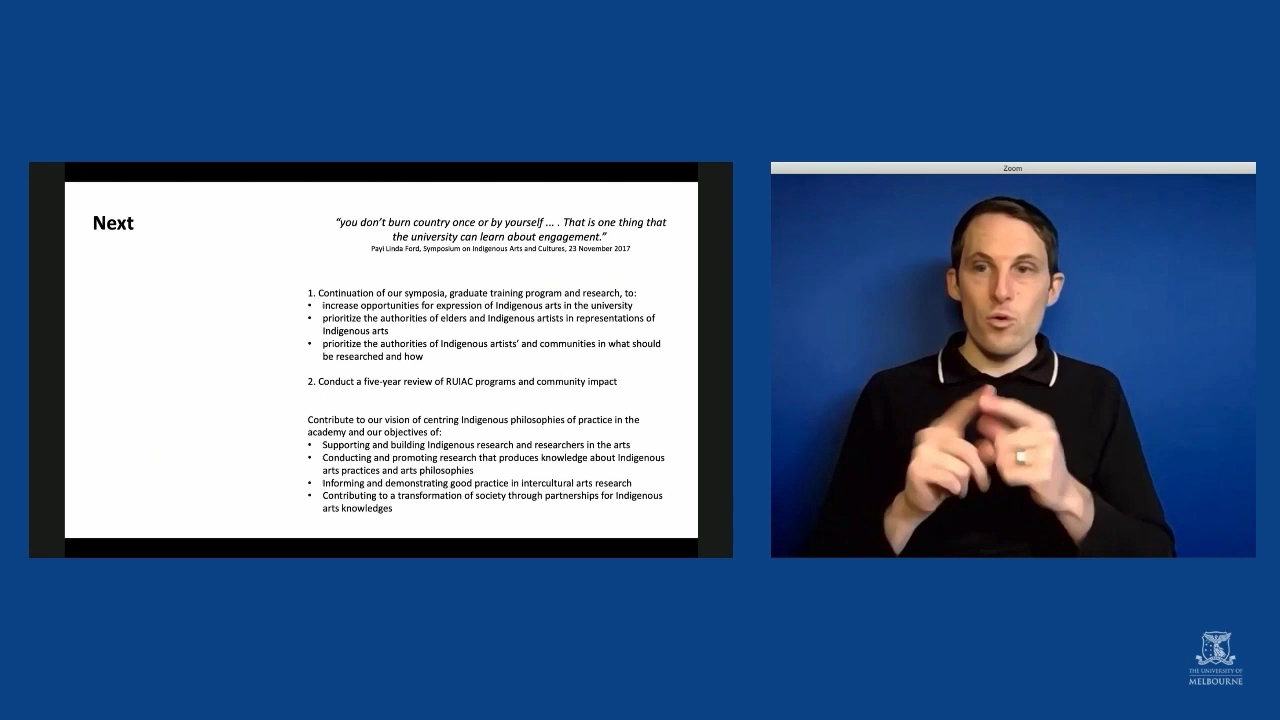 Zoom
Next
“you don’t burn country once or by yourself ... . That is one thing that
the university can learn about engagement.”
Payi Linda Ford, Symposium on Indigenous Arts and Cultures, 23 November 2017
1. Continuation of our symposia, graduate training program and research, to:
• increase opportunities for expression of Indigenous arts in the university
• prioritize the authorities of elders and Indigenous artists in representations of
Indigenous arts
• prioritize the authorities of Indigenous artists’ and communities in what should
be researched and how
2. Conduct a five-year review of RUIAC programs and community impact
Contribute to our vision of centring Indigenous philosophies of practice in the
academy and our objectives of:
• Supporting and building Indigenous research and researchers in the arts
• Conducting and promoting research that produces knowledge about Indigenous
arts practices and arts philosophies
• Informing and demonstrating good practice in intercultural arts research
• Contributing to a transformation of society through partnerships for Indigenous
arts knowledges
THE UNIVERSITY OF
MELBOURNE